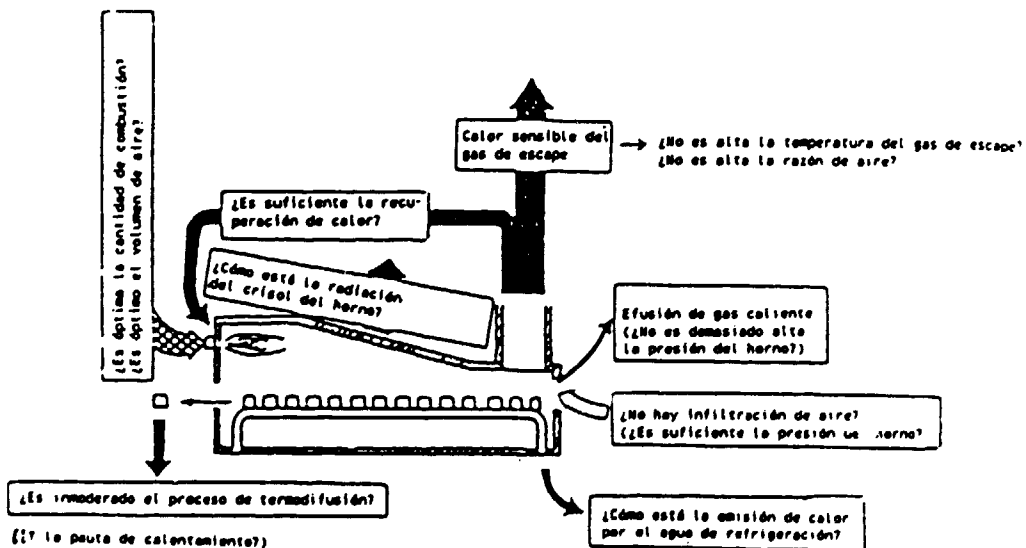 ¿Es óptima la cantidad de combustión?
¿Es óptimo el volumen de aire?
Calor sensible del
gas de escape
¿No es alta la temperatura del gas de escape?
¿No es alta la razón de aire?
¿Es suficiente la recu-
peración de calor?
¿Cómo está la radiación
del crisol del horno?
Efusión de gas caliente
(¿No es demasiado alta
la presión del horno?)
¿No hay infiltración de aire?
(¿Es suficiente la presión horno?
¿Es inmoderado el proceso de termodifusión?
la pauta de calentamiento?)
¿Cómo está la emisión de calor
por el agua de refrigeración?